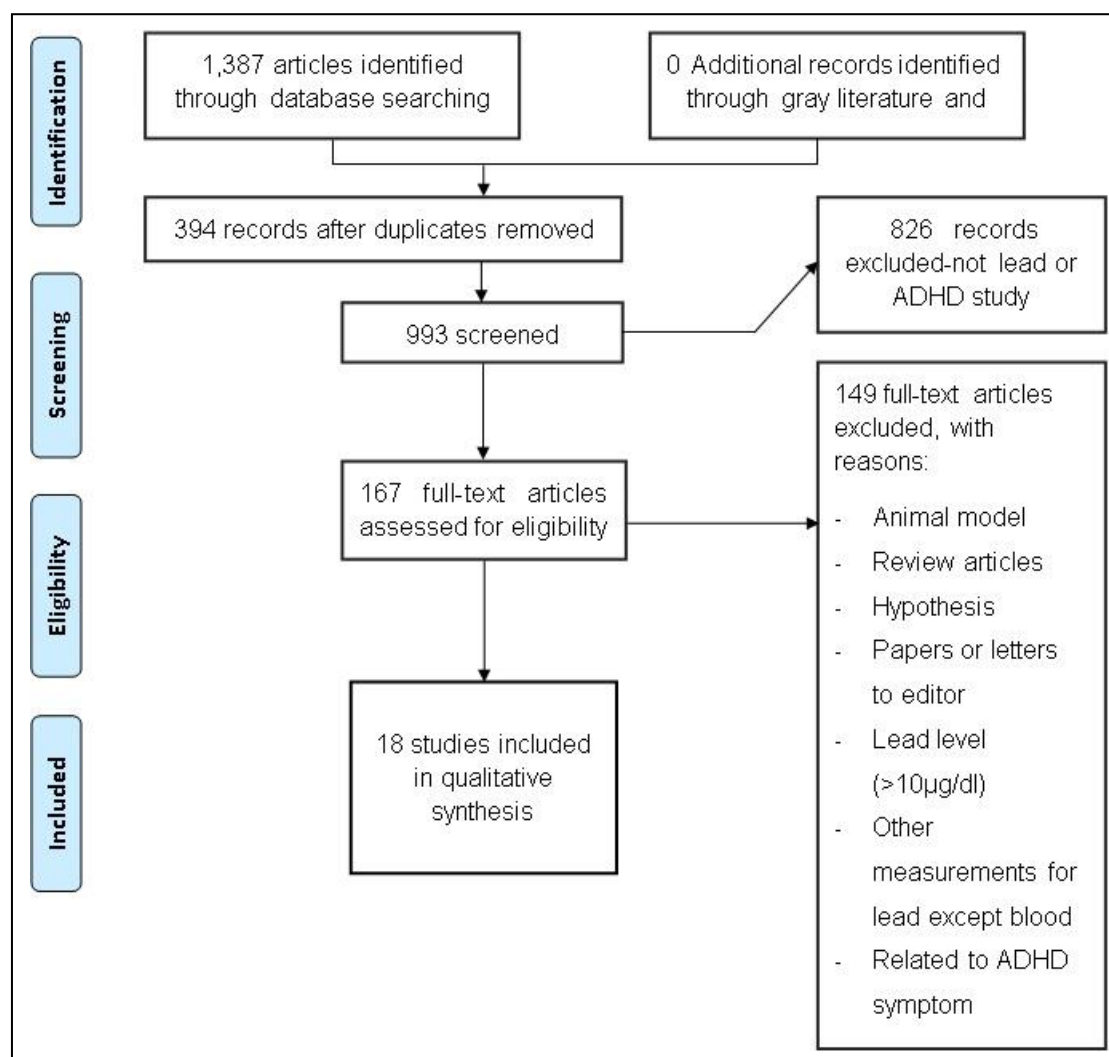 Identification
1,387 articles identified
through database searching
0 Additional records identified
through gray literature and
394 records after duplicates removed
826 records
excluded-not lead or
ADHD study
Screening
993 screened
149 full-text articles
excluded, with
reasons:
- Animal model
- Review articles
- Hypothesis
- Papers or letters
to editor
- Lead level
(>10µg/dl)
- Other
measurements for
lead except blood
- Related to ADHD
symptom
Eligibility
167 full-text articles
assessed for eligibility
Included
18 studies included
in qualitative
synthesis